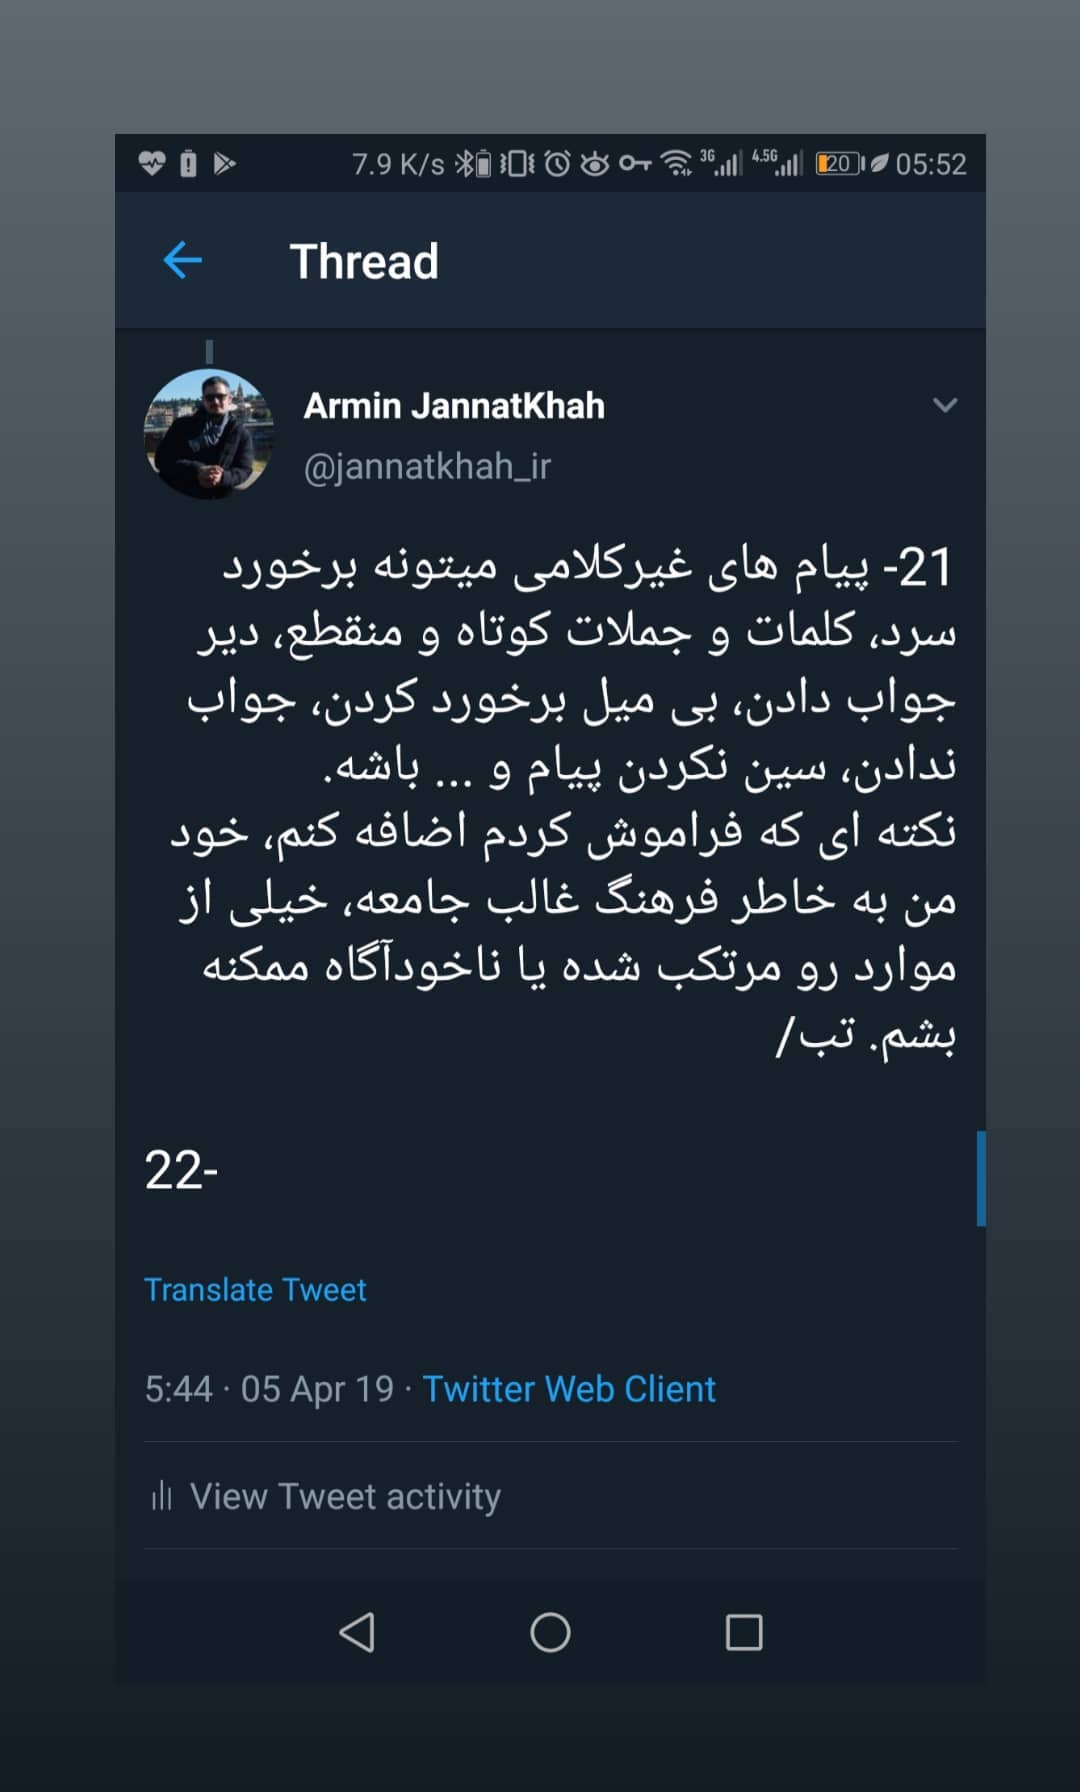 7.9 K/s 3G 4.5G 20 05:52
Thread
Armin JannatKhah
@jannatkhah_ir
21- پیام های غیرکلامی میتونه برخورد
سرد، کلمات و جملات کوتاه و منقطع، دیر
جواب دادن، بی میل برخورد کردن، جواب
ندادن، سین نکردن پیام و ... باشه.
نکته ای که فراموش کردم اضافه کنم، خود
من به خاطر فرهنگ غالب جامعه، خیلی از
موارد رو مرتکب شده یا ناخودآگاه ممکنه
بشم. تب/
22-
Translate Tweet
5:44 · 05 Apr 19 · Twitter Web Client
View Tweet activity